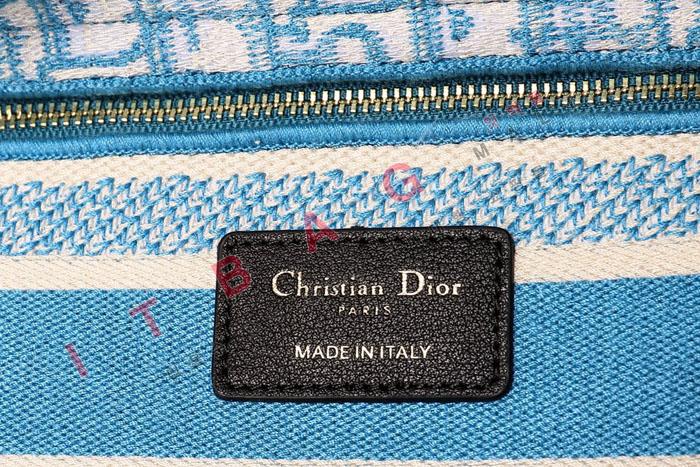 Christian Dior
PARIS
MADE IN ITALY
ITBAG